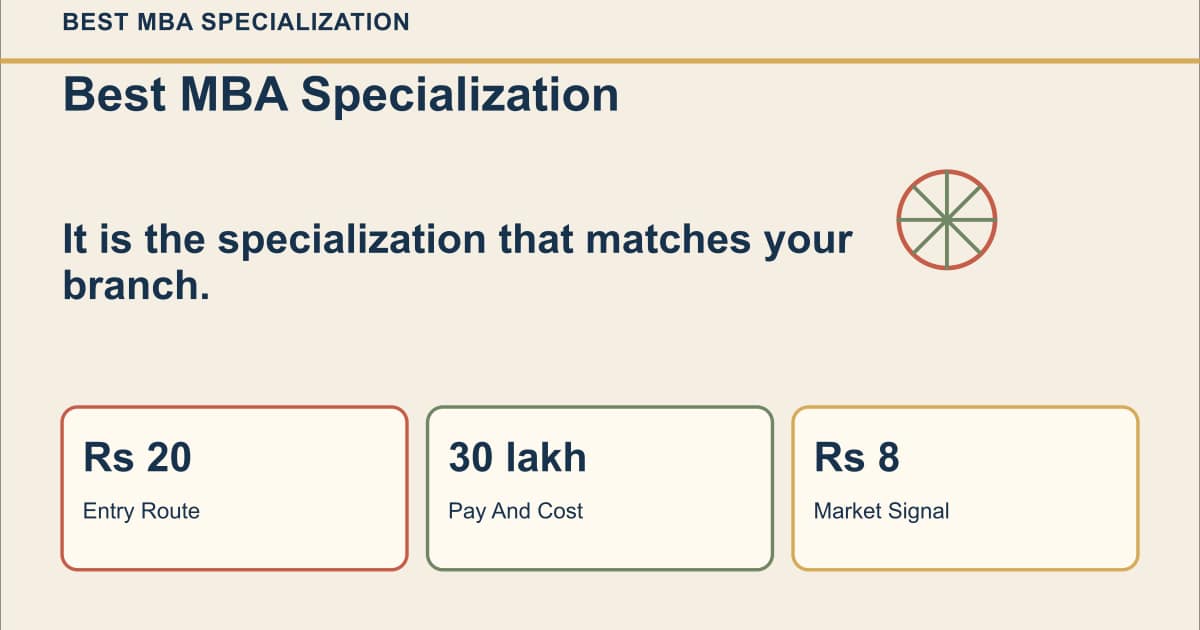 BEST MBA SPECIALIZATION
Best MBA Specialization
It is the specialization that matches your
branch.
Rs 20
Entry Route
30 lakh
Pay And Cost
Rs 8
Market Signal